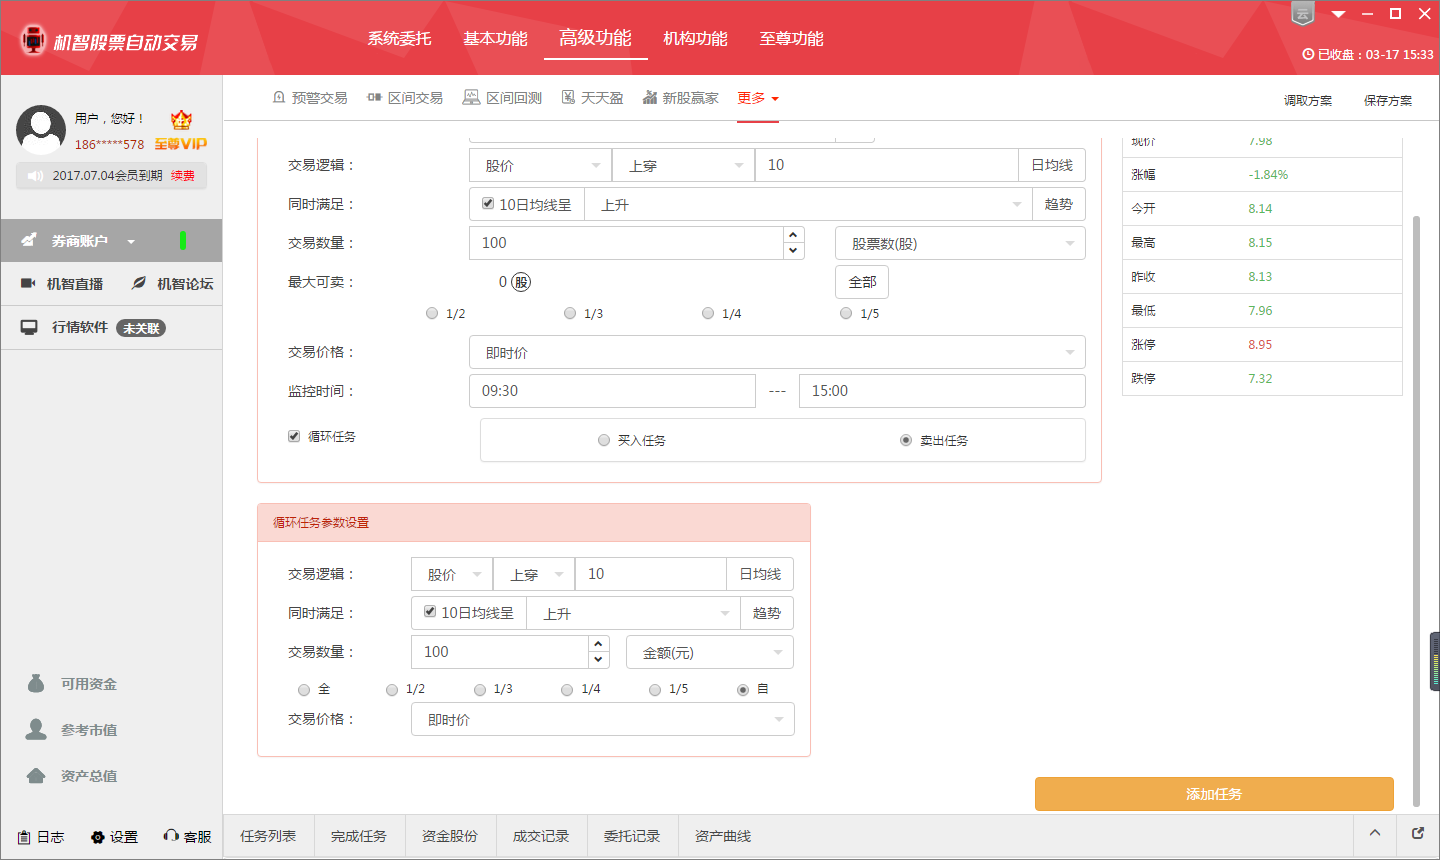 云
机智股票自动交易
系统委托 基本功能 高级功能 机构功能 至尊功能
已收盘：03-17 15:33
用户，您好！
186*****578 至尊VIP
2017.07.04会员到期 续费
券商账户
机智直播 机智论坛
行情软件 未关联
可用资金
参考市值
资产总值
日志 设置 客服
预警交易 区间交易 区间回测 天天盈 新股赢家 更多
调取方案 保存方案
交易逻辑： 股价 上穿 10 日均线
同时满足： 10日均线呈 上升 趋势
交易数量： 100 股票数(股)
最大可卖： 0 股 全部
1/2 1/3 1/4 1/5
交易价格： 即时价
监控时间： 09:30 --- 15:00
循环任务 买入任务 卖出任务
现价 7.98
涨幅 -1.84%
今开 8.14
最高 8.15
昨收 8.13
最低 7.96
涨停 8.95
跌停 7.32
循环任务参数设置
交易逻辑： 股价 上穿 10 日均线
同时满足： 10日均线呈 上升 趋势
交易数量： 100 金额(元)
全 1/2 1/3 1/4 1/5 自
交易价格： 即时价
添加任务
任务列表 完成任务 资金股份 成交记录 委托记录 资产曲线